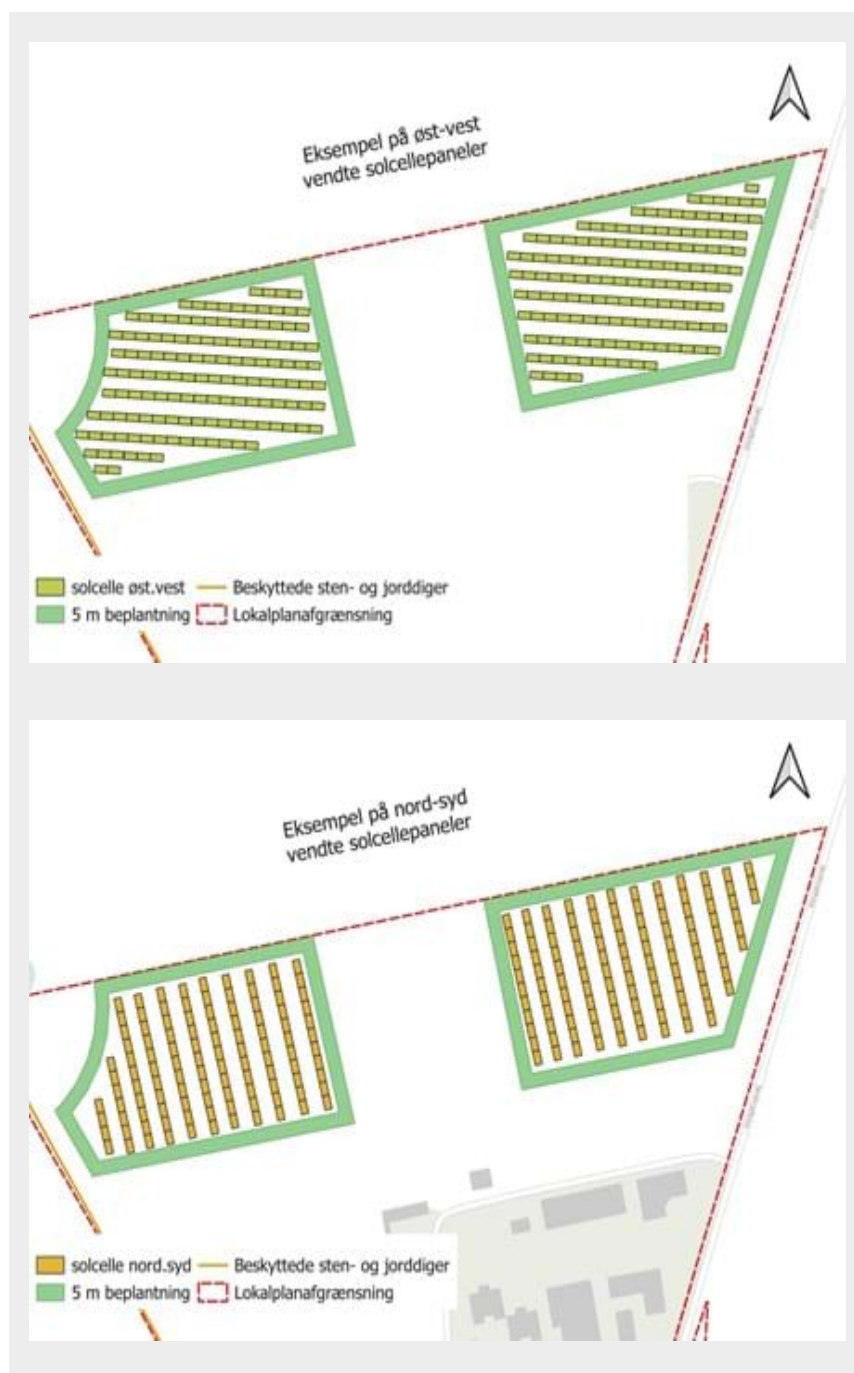 Eksempel på øst-vest
vendte solcellepaneler
solcelle øst.vest
Beskyttede sten- og jorddiger
5 m beplantning
Lokalplanafgrænsning
Eksempel på nord-syd
vendte solcellepaneler
solcelle nord.syd
Beskyttede sten- og jorddiger
5 m beplantning
Lokalplanafgrænsning